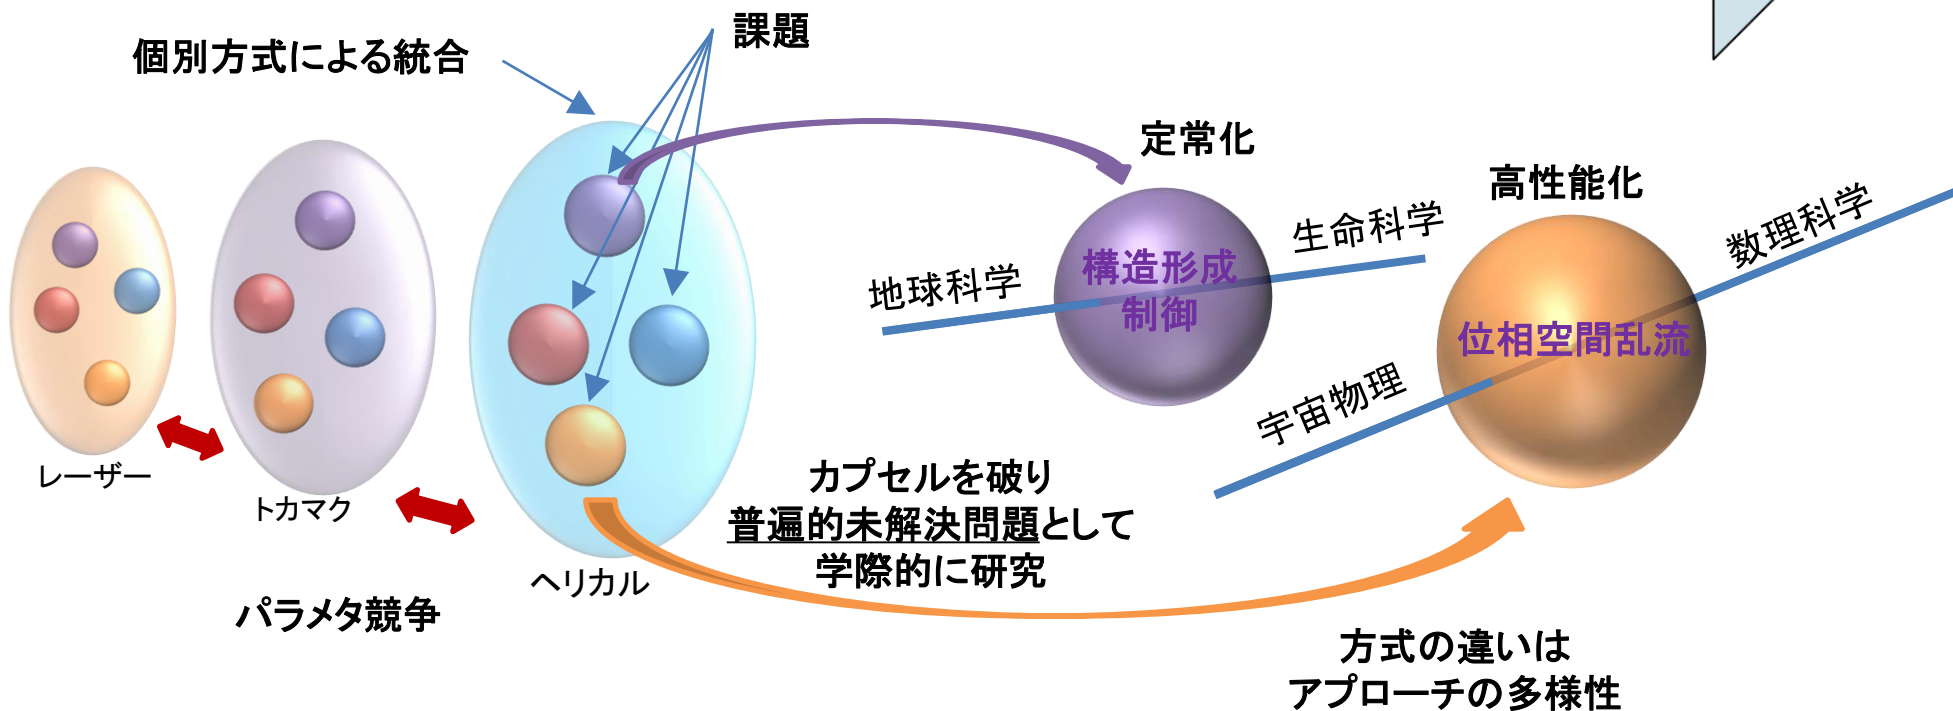 個別方式による統合
課題
定常化
高性能化
数理科学
生命科学
地球科学
構造形成
制御
位相空間乱流
宇宙物理
レーザー
トカマク
ヘリカル
カプセルを破り
普遍的未解決問題として
学際的に研究
パラメタ競争
方式の違いは
アプローチの多様性